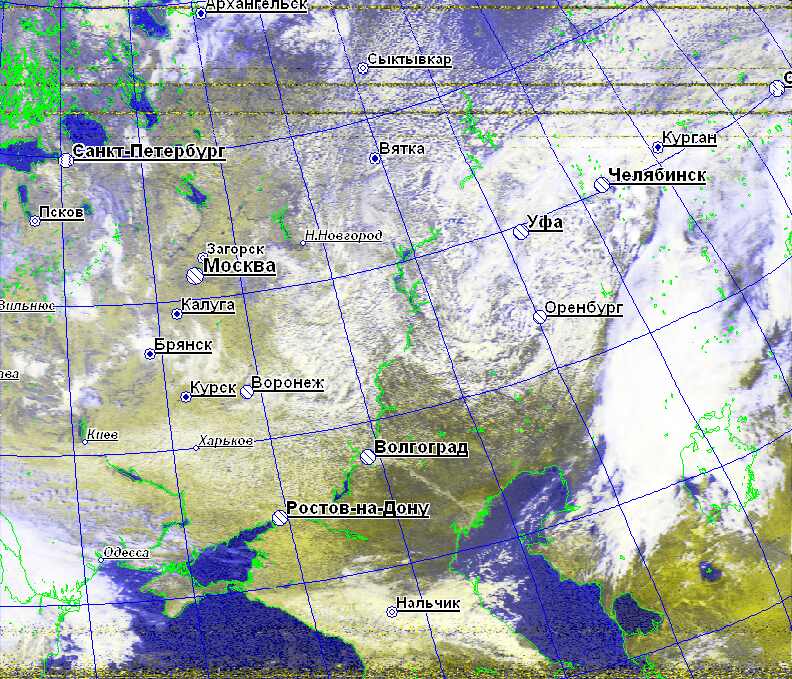 Архангельск
Сыктывкар
Курган
Вятка
Санкт-Петербург
Челябинск
Псков
Уфа
Н.Новгород
Загорск
Москва
Вильнюс
Калуга
Оренбург
Брянск
Курск
Воронеж
Киев
Харьков
Волгоград
Ростов-на-Дону
Одесса
Нальчик